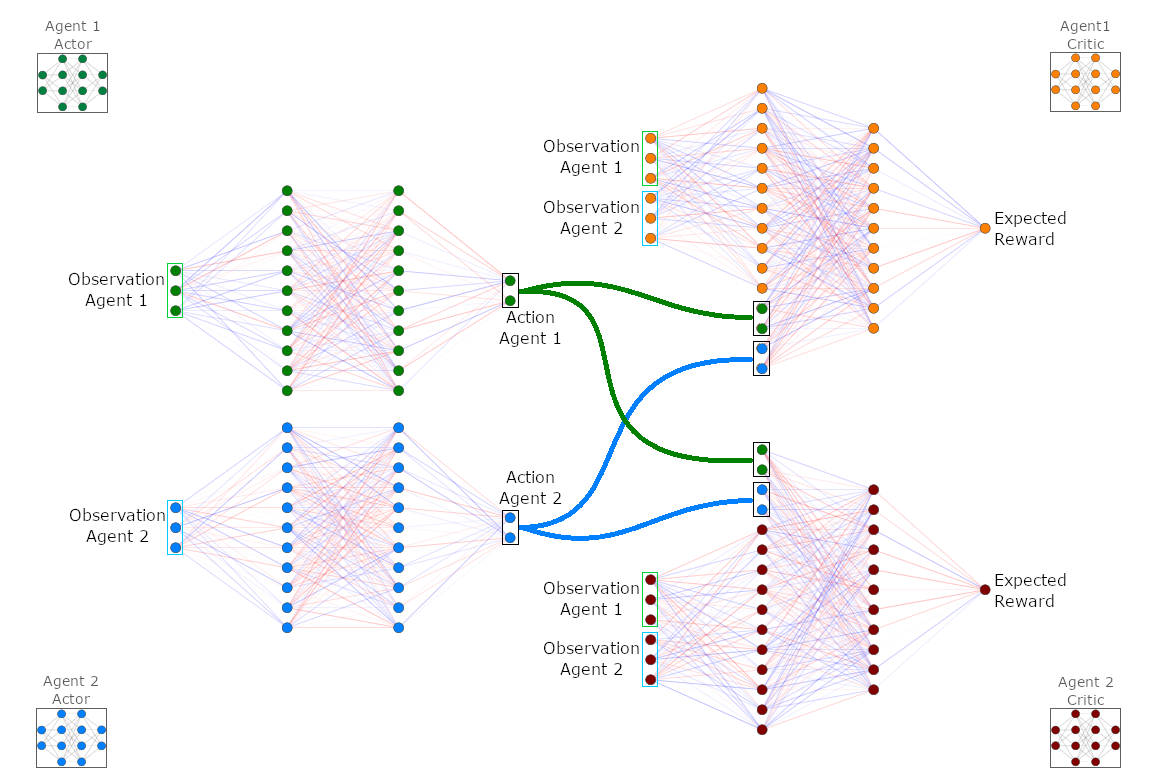 Agent 1
Actor
Agent1
Critic
Observation
Agent 1
Observation
Agent 2
Expected
Reward
Observation
Agent 1
Action
Agent 1
Action
Agent 2
Observation
Agent 2
Observation
Agent 1
Observation
Agent 2
Expected
Reward
Agent 2
Actor
Agent 2
Critic